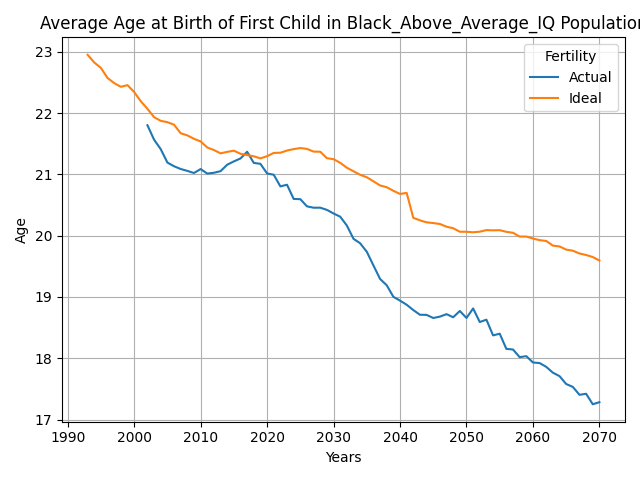 Average Age at Birth of First Child in Black_Above_Average_IQ Population
Fertility
Actual
Ideal
Age
23
22
21
20
19
18
17
1990 2000 2010 2020 2030 2040 2050 2060 2070
Years